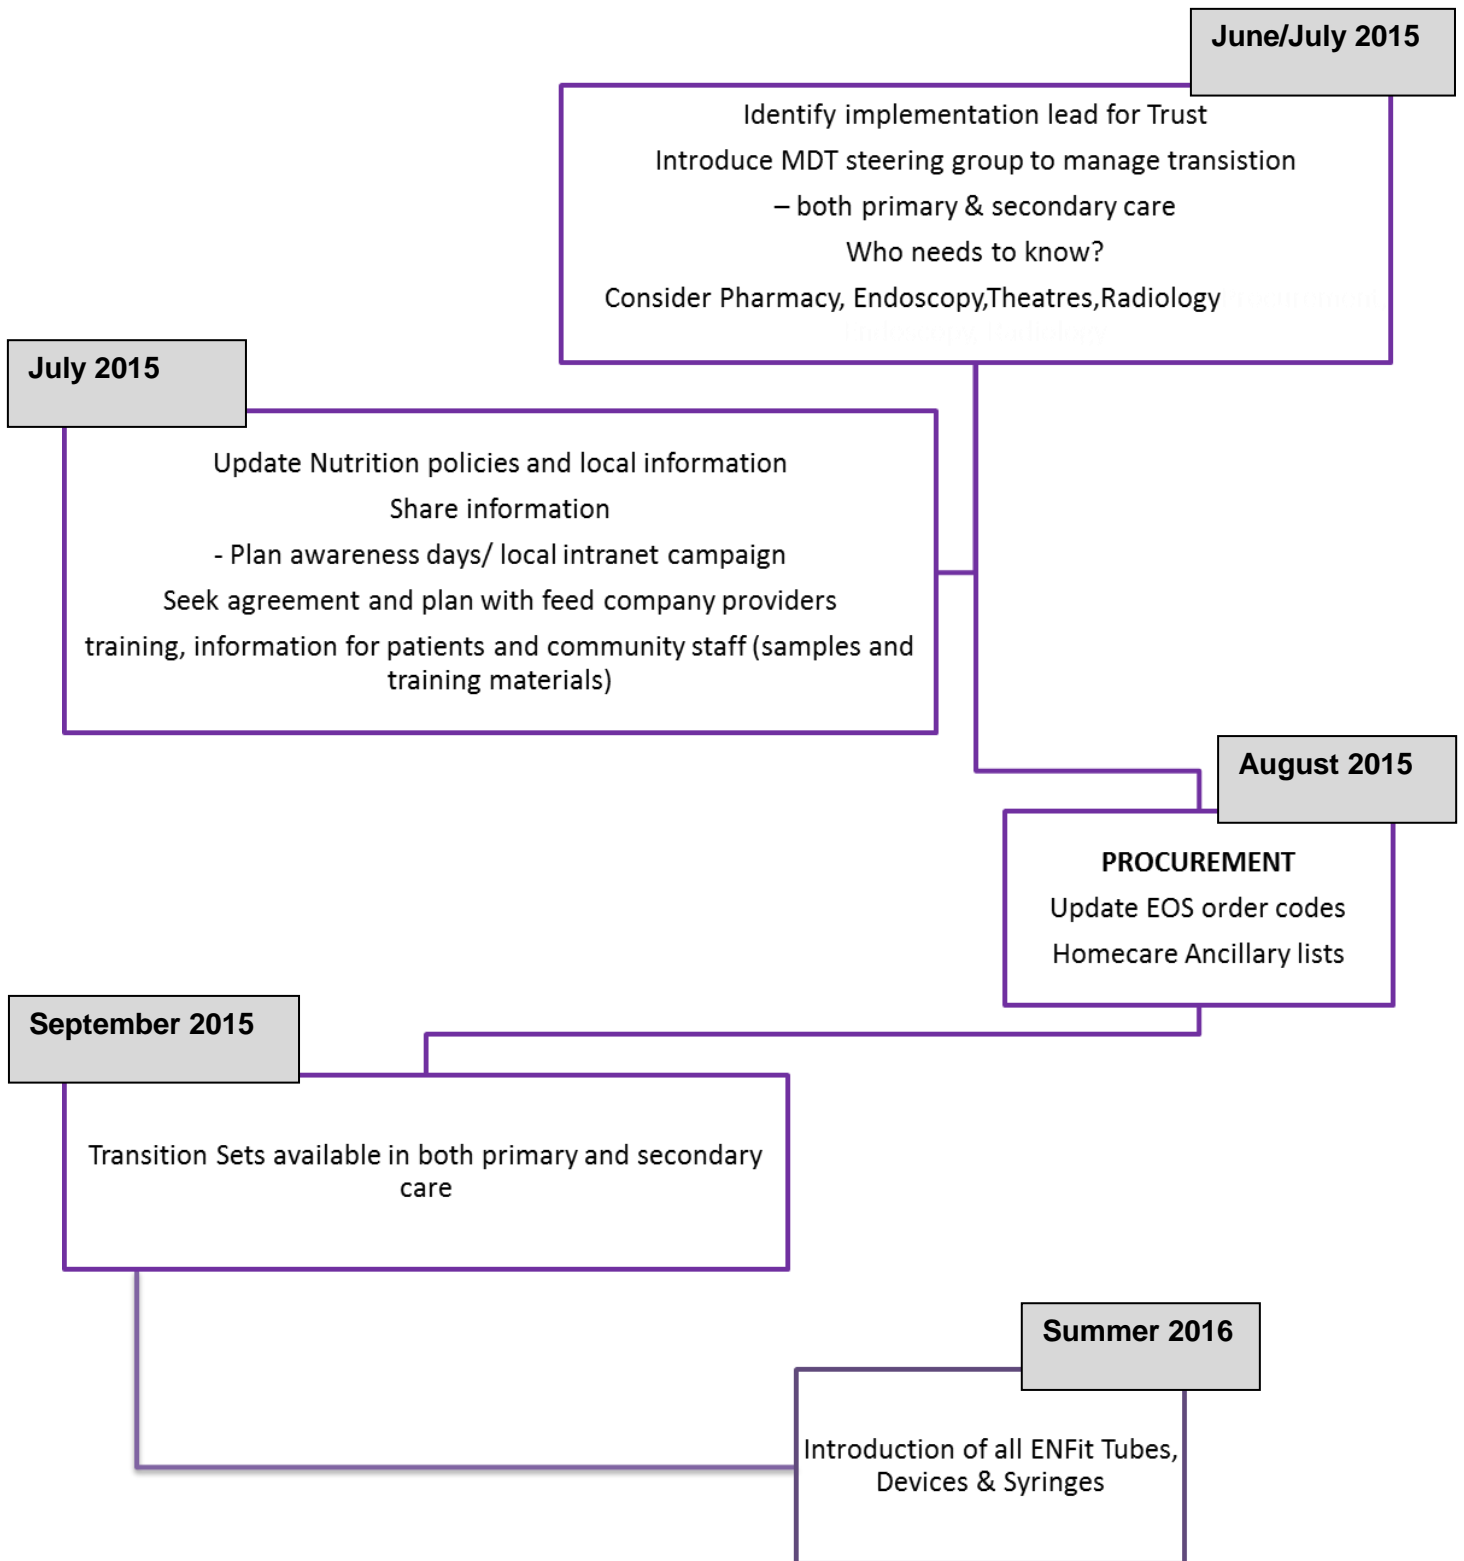 June/July 2015
Identify implementation lead for Trust
Introduce MDT steering group to manage transistion
– both primary & secondary care
Who needs to know?
Consider Pharmacy, Endoscopy,Theatres,Radiology
July 2015
Update Nutrition policies and local information
Share information
- Plan awareness days/ local intranet campaign
Seek agreement and plan with feed company providers
training, information for patients and community staff (samples and
training materials)
August 2015
PROCUREMENT
Update EOS order codes
Homecare Ancillary lists
September 2015
Transition Sets available in both primary and secondary
care
Summer 2016
Introduction of all ENFit Tubes,
Devices & Syringes